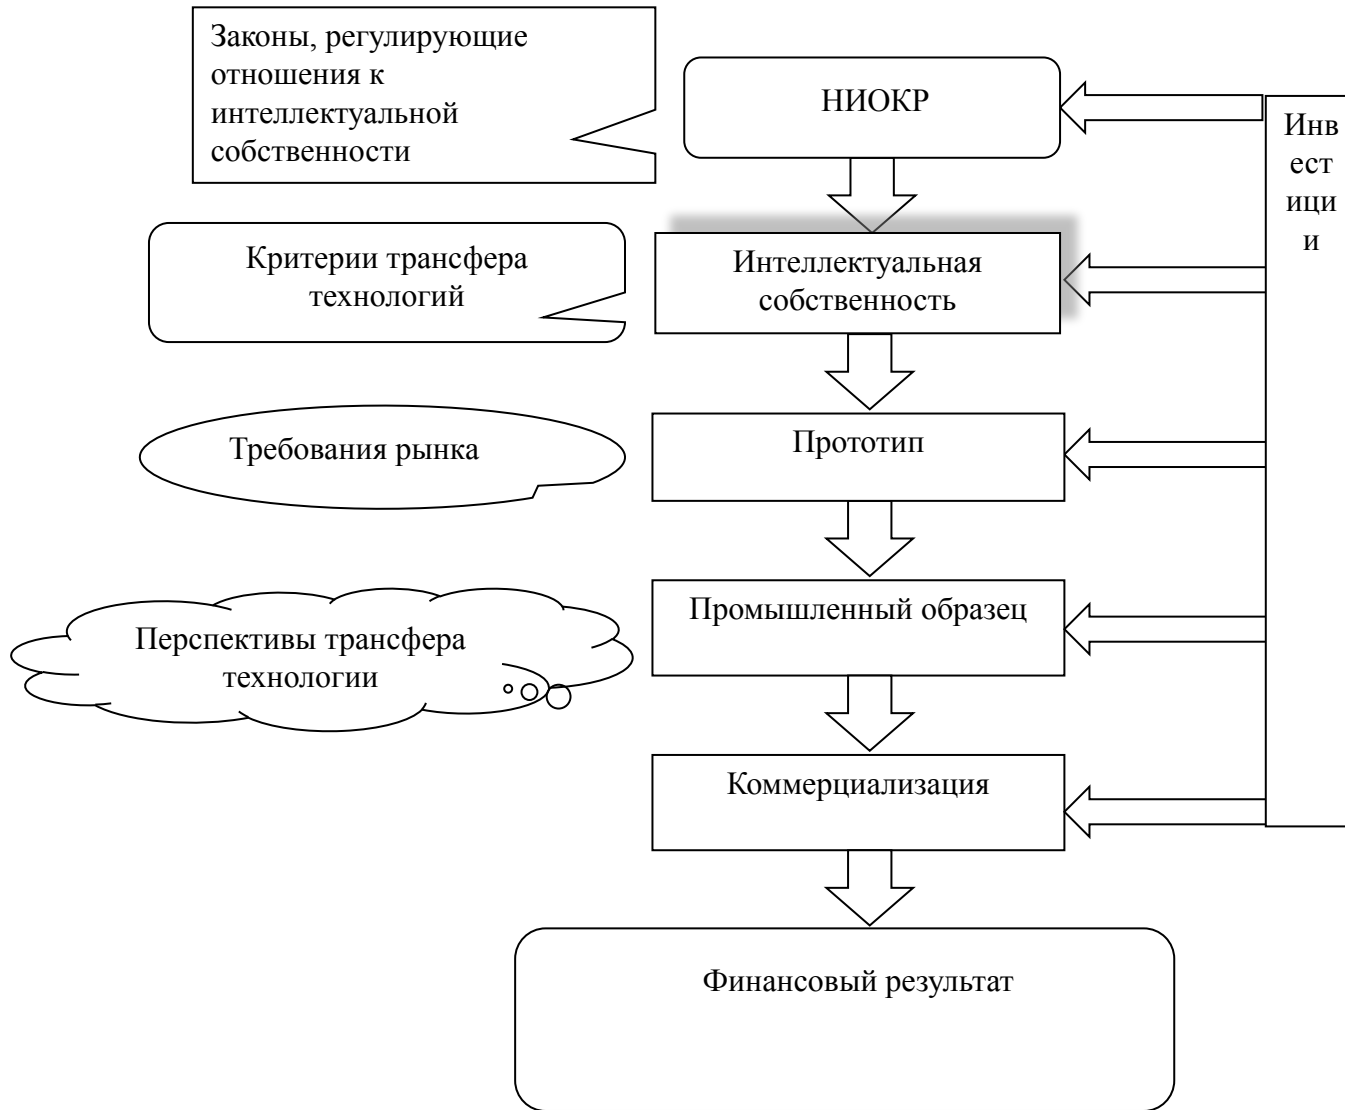 Законы, регулирующие
отношения к
интеллектуальной
собственности
НИОКР
Инв
ест
ици
и
Критерии трансфера
технологий
Интеллектуальная
собственность
Требования рынка
Прототип
Перспективы трансфера
технологии
Промышленный образец
Коммерциализация
Финансовый результат